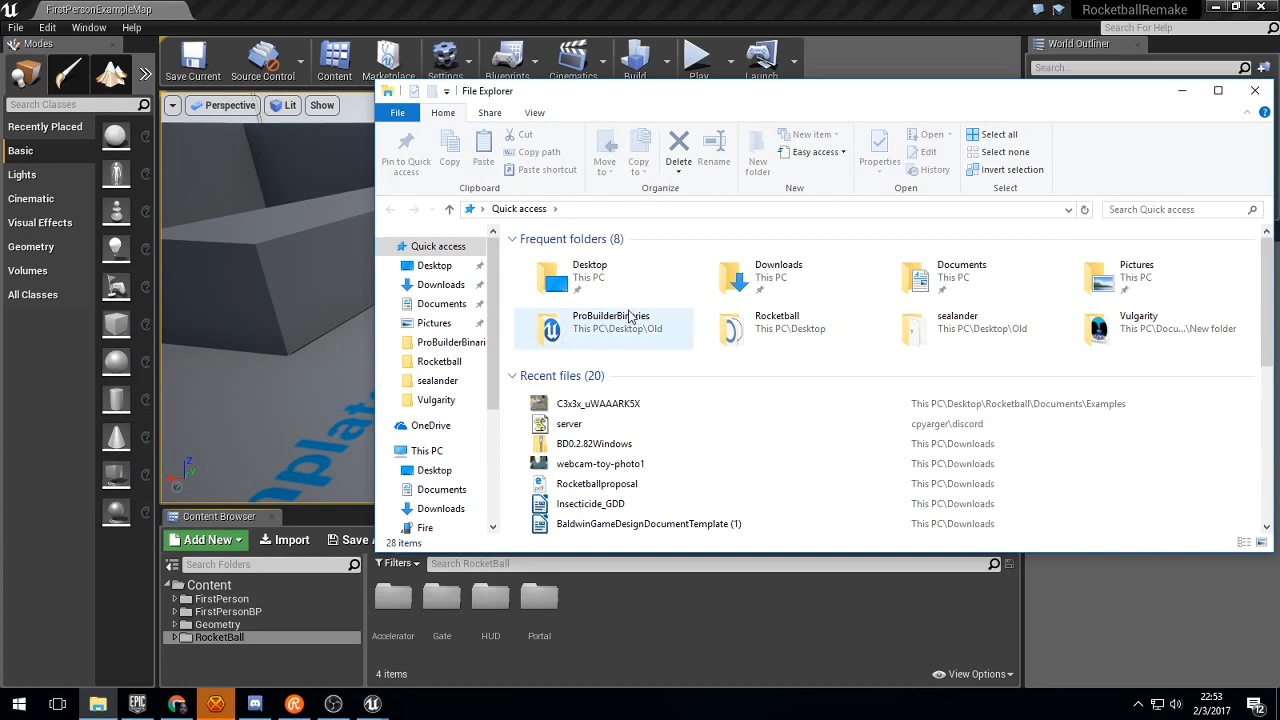 FirstPersonExampleMap
RocketballRemake
File Edit Window Help
Search For Help
Modes
Save Current
Source Control
Content
Marketplace
Settings
Blueprints
Cinematics
Build
Play
Launch
World Outliner
Search...
Search Classes
Perspective
Lit
Show
Recently Placed
Basic
Lights
Cinematic
Visual Effects
Geometry
Volumes
All Classes
File Explorer
File
Home
Share
View
Pin to Quick access
Copy
Paste
Cut
Copy path
Paste shortcut
Clipboard
Move to
Copy to
Delete
Rename
Organize
New folder
New item
Easy access
New
Properties
Open
Edit
History
Open
Select all
Select none
Invert selection
Select
Quick access
Search Quick access
Quick access
Desktop
Downloads
Documents
Pictures
ProBuilderBinari
Rocketball
sealander
Vulgarity
OneDrive
This PC
Desktop
Documents
Downloads
Fire
Frequent folders (8)
Desktop
This PC
Downloads
This PC
Documents
This PC
Pictures
This PC
ProBuilderBinaries
This PC\Desktop\Old
Rocketball
This PC\Desktop
sealander
This PC\Desktop\Old
Vulgarity
This PC\Docu...\New folder
Recent files (20)
C3x3x_uWAAARK5X This PC\Desktop\Rocketball\Documents\Examples
server cpyarger\discord
BD0.2.82Windows This PC\Downloads
webcam-toy-photo1 This PC\Downloads
Rocketballproposal This PC\Downloads
Insecticide_GDD This PC\Downloads
BaldwinGameDesignDocumentTemplate (1) This PC\Downloads
28 items
Content Browser
Add New
Import
Save A
Search Folders
Filters
Search RocketBall
Content
FirstPerson
FirstPersonBP
Geometry
RocketBall
Accelerator
Gate
HUD
Portal
4 items
View Options
22:53
2/3/2017
12